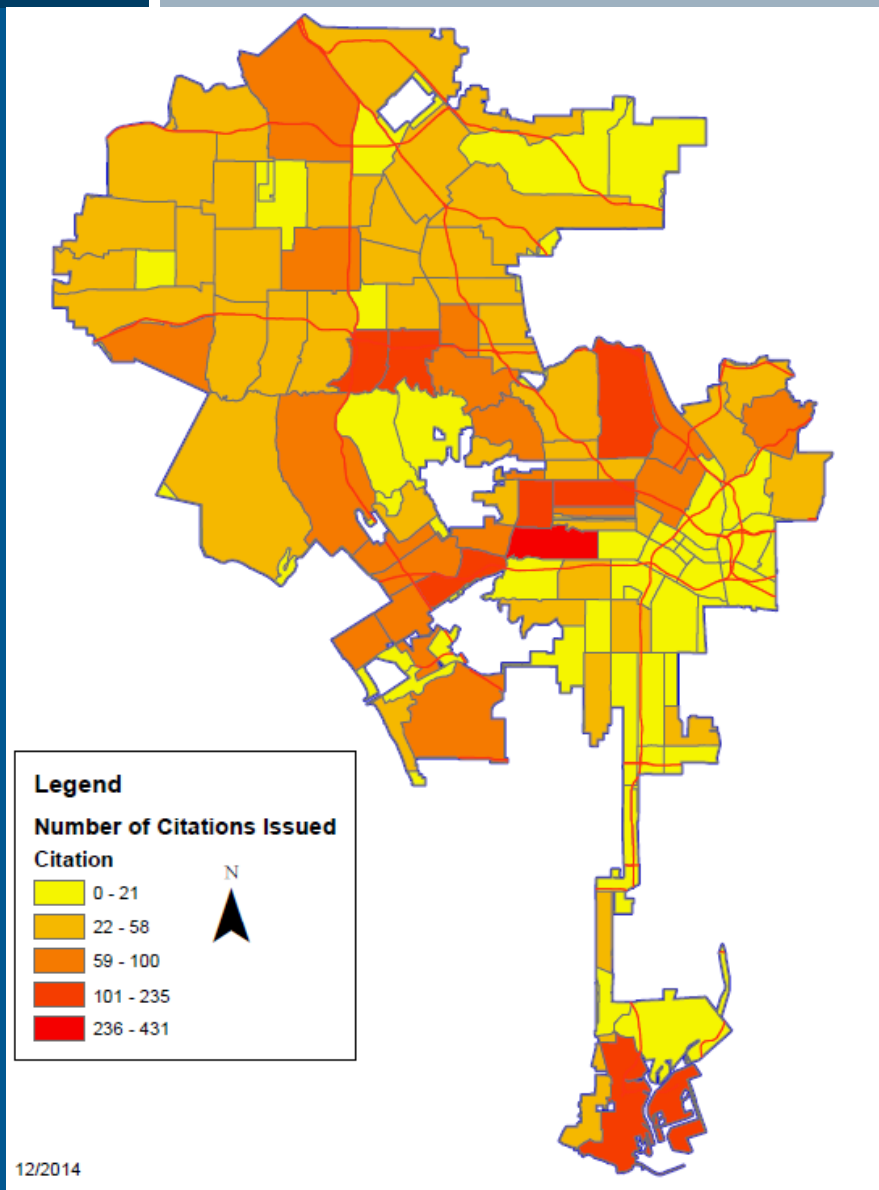 Legend
Number of Citations Issued
Citation
N
0 - 21
22 - 58
59 - 100
101 - 235
236 - 431
12/2014